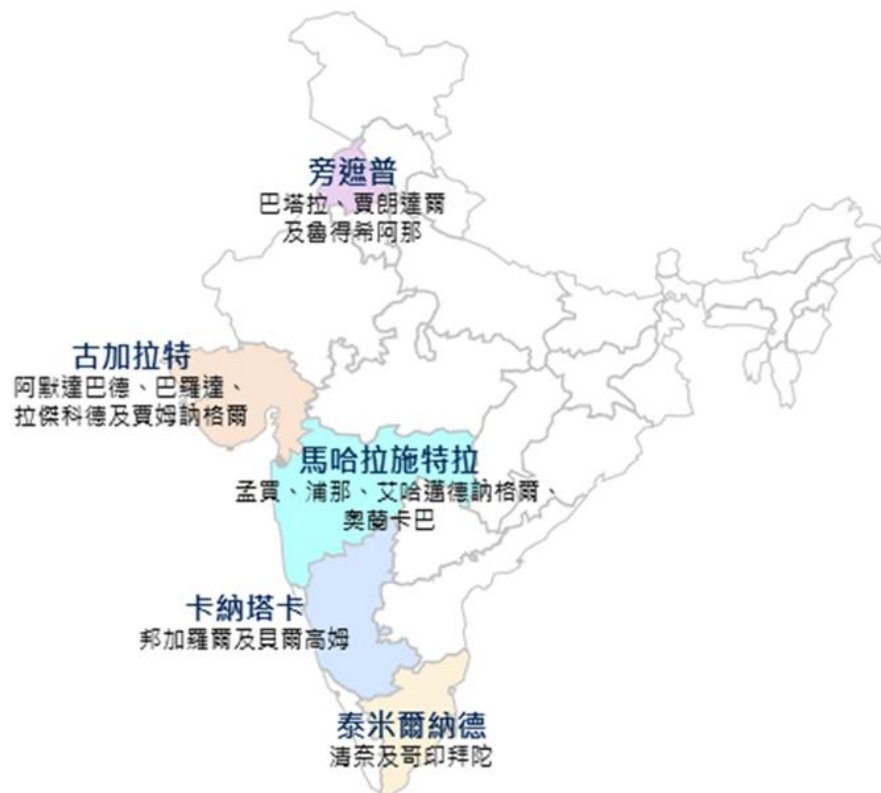 旁遮普
巴塔拉、賈朗達爾
及魯得希阿那
古加拉特
阿默達巴德、巴羅達、
拉傑科德及賈姆訥格爾
馬哈拉施特拉
孟買、浦那、艾哈邁德訥格爾、
奧蘭卡巴
卡納塔卡
邦加羅爾及貝爾高姆
泰米爾納德
清奈及哥印拜陀